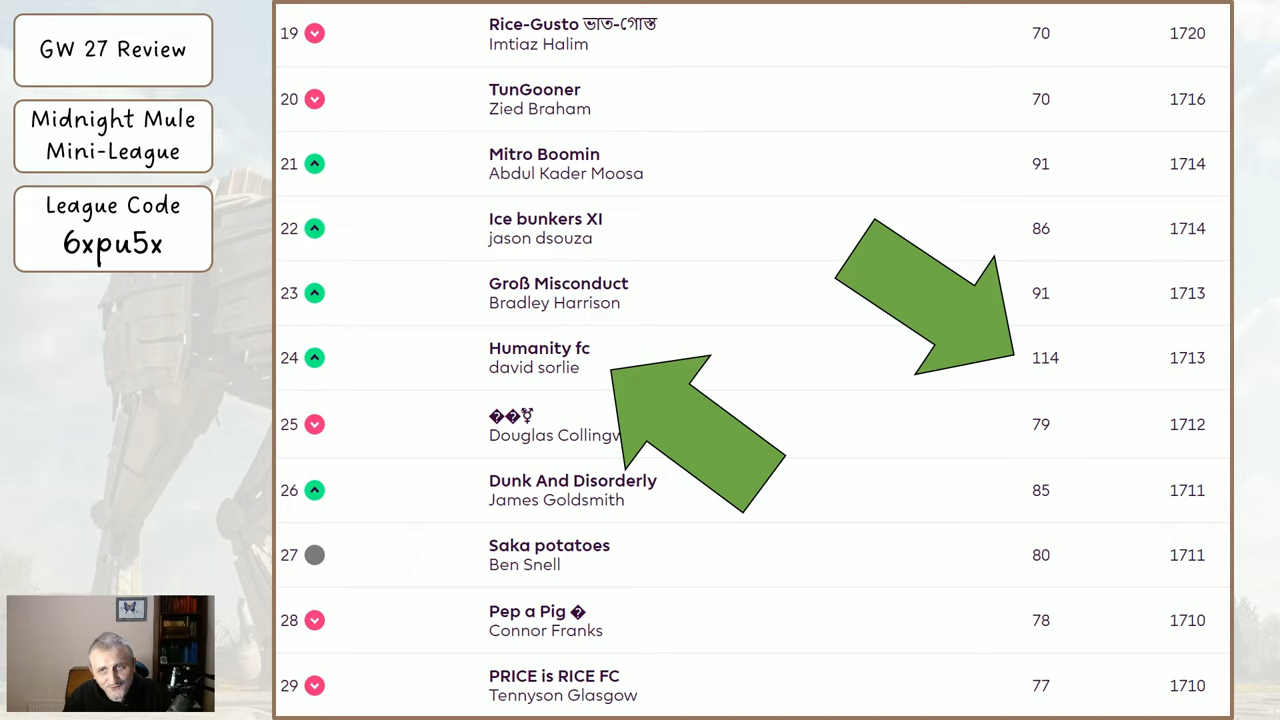 GW 27 Review
Midnight Mule
Mini-League
League Code
6xpu5x
19 Rice-Gusto ভাত-গোস্ত 70 1720
Imtiaz Halim
20 TunGooner 70 1716
Zied Braham
21 Mitro Boomin 91 1714
Abdul Kader Moosa
22 Ice bunkers XI 86 1714
jason dsouza
23 Groß Misconduct 91 1713
Bradley Harrison
24 Humanity fc 114 1713
david sorlie
25 ��⚧ 79 1712
Douglas
26 Dunk And Disorderly 85 1711
James Goldsmith
27 Saka potatoes 80 1711
Ben Snell
28 Pep a Pig � 78 1710
Connor Franks
29 PRICE is RICE FC 77 1710
Tennyson Glasgow